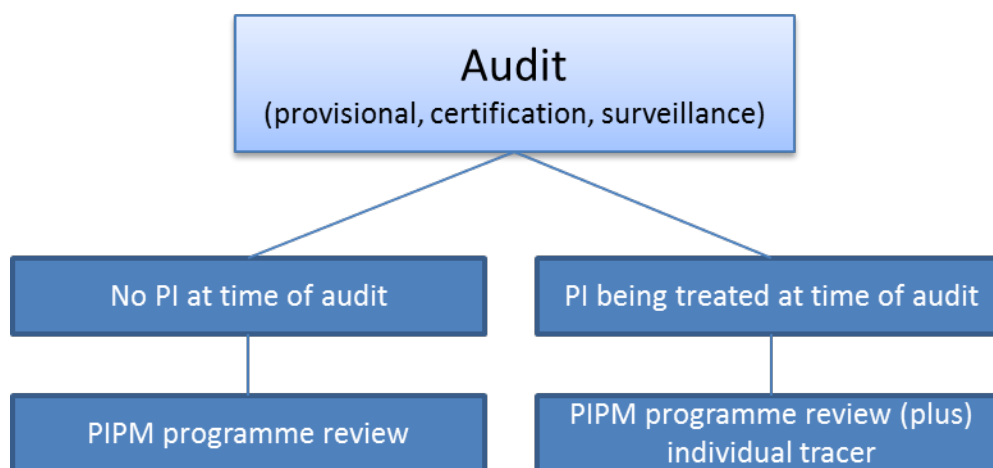 Audit
(provisional, certification, surveillance)
No PI at time of audit
PI being treated at time of audit
PIPM programme review
PIPM programme review (plus)
individual tracer